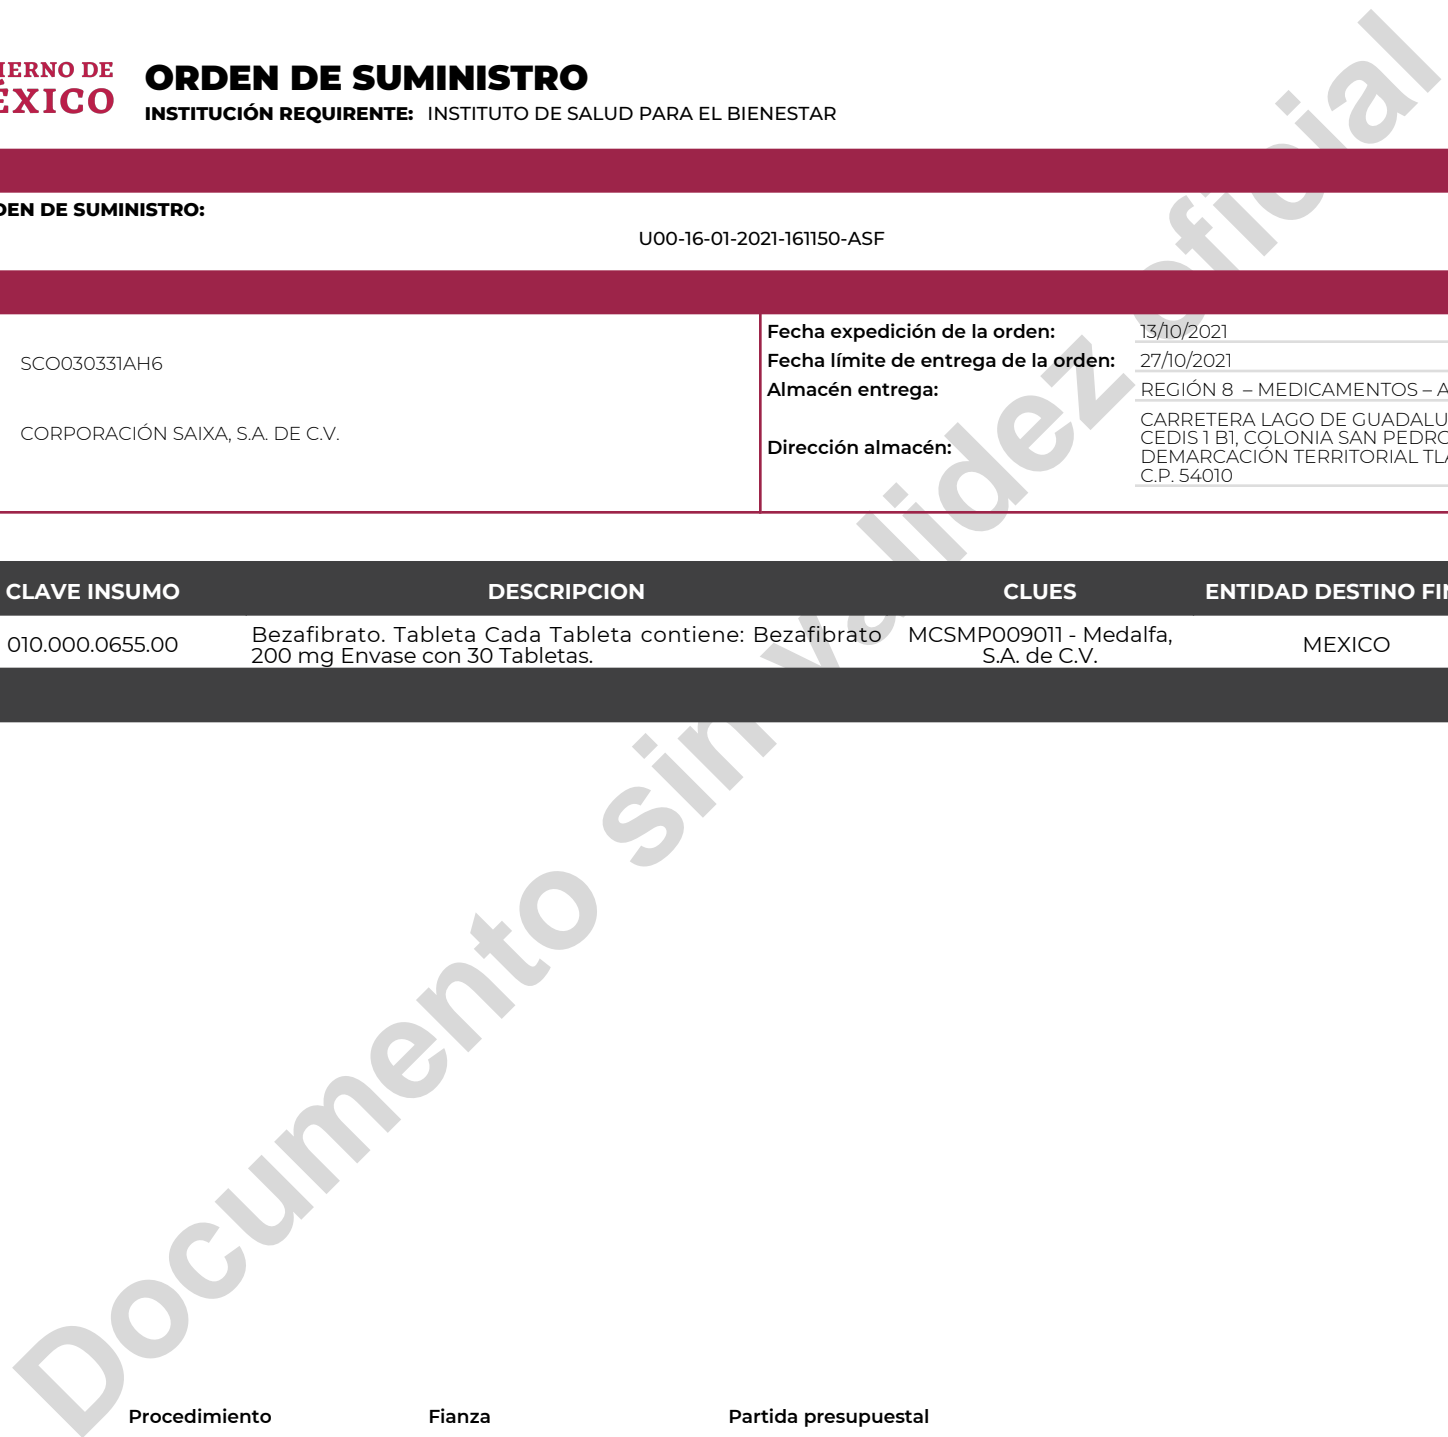 IERNO DE
ÉXICO
ORDEN DE SUMINISTRO
INSTITUCIÓN REQUIRENTE: INSTITUTO DE SALUD PARA EL BIENESTAR
DEN DE SUMINISTRO:
U00-16-01-2021-161150-ASF
SCO030331AH6
CORPORACIÓN SAIXA, S.A. DE C.V.
Fecha expedición de la orden: 13/10/2021
Fecha límite de entrega de la orden: 27/10/2021
Almacén entrega: REGIÓN 8 – MEDICAMENTOS – A
Dirección almacén: CARRETERA LAGO DE GUADALU
CEDIS 1 B1, COLONIA SAN PEDRO
DEMARCACIÓN TERRITORIAL TLA
C.P. 54010
CLAVE INSUMO DESCRIPCION CLUES ENTIDAD DESTINO FIN
010.000.0655.00 Bezafibrato. Tableta Cada Tableta contiene: Bezafibrato MCSMP009011 - Medalfa, MEXICO
200 mg Envase con 30 Tabletas. S.A. de C.V.
Documento sin validez oficial
Procedimiento Fianza Partida presupuestal